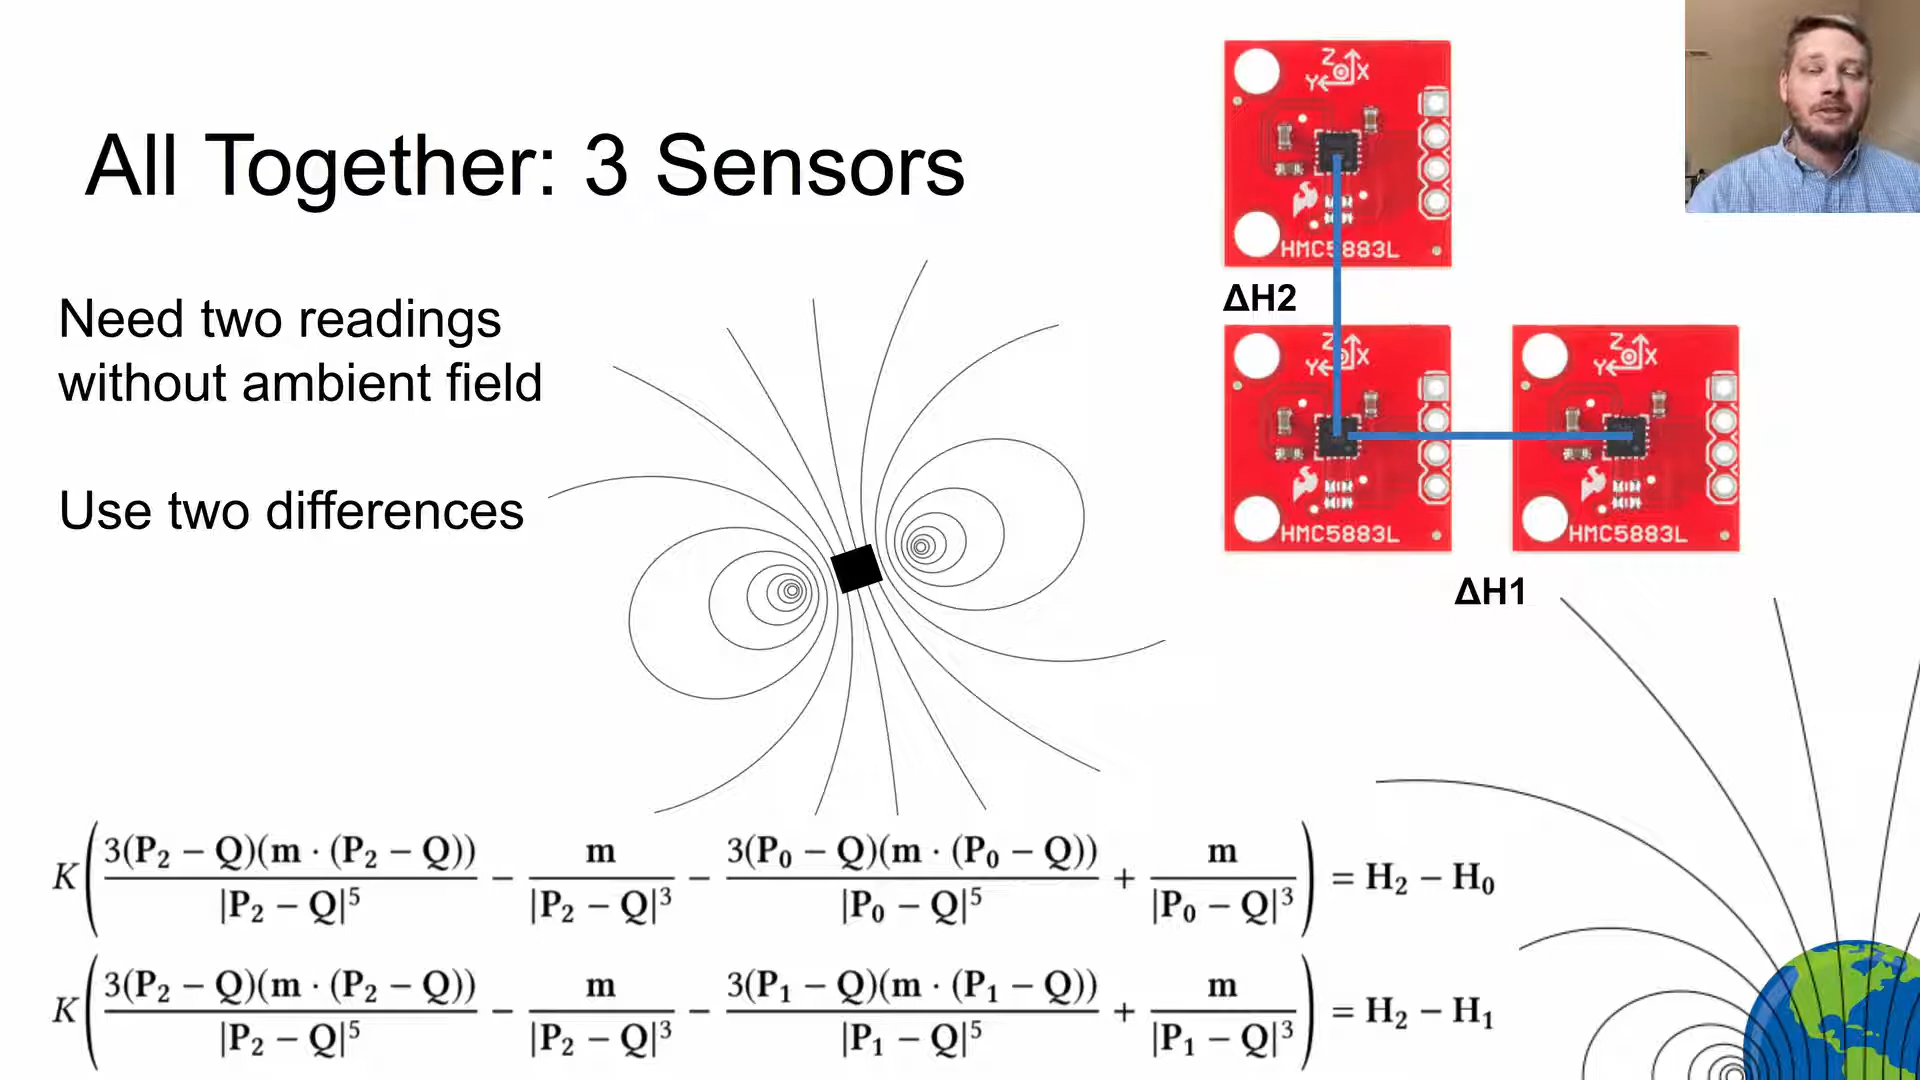 All Together: 3 Sensors
Need two readings
without ambient field
Use two differences
Z
Y X
HMC5883L
ΔH2
Z
Y X
HMC5883L
Z
Y X
HMC5883L
ΔH1
K(3(P₂ − Q)(m · (P₂ − Q))/|P₂ − Q|⁵ − m/|P₂ − Q|³ − 3(P₀ − Q)(m · (P₀ − Q))/|P₀ − Q|⁵ + m/|P₀ − Q|³) = H₂ − H₀
K(3(P₂ − Q)(m · (P₂ − Q))/|P₂ − Q|⁵ − m/|P₂ − Q|³ − 3(P₁ − Q)(m · (P₁ − Q))/|P₁ − Q|⁵ + m/|P₁ − Q|³) = H₂ − H₁